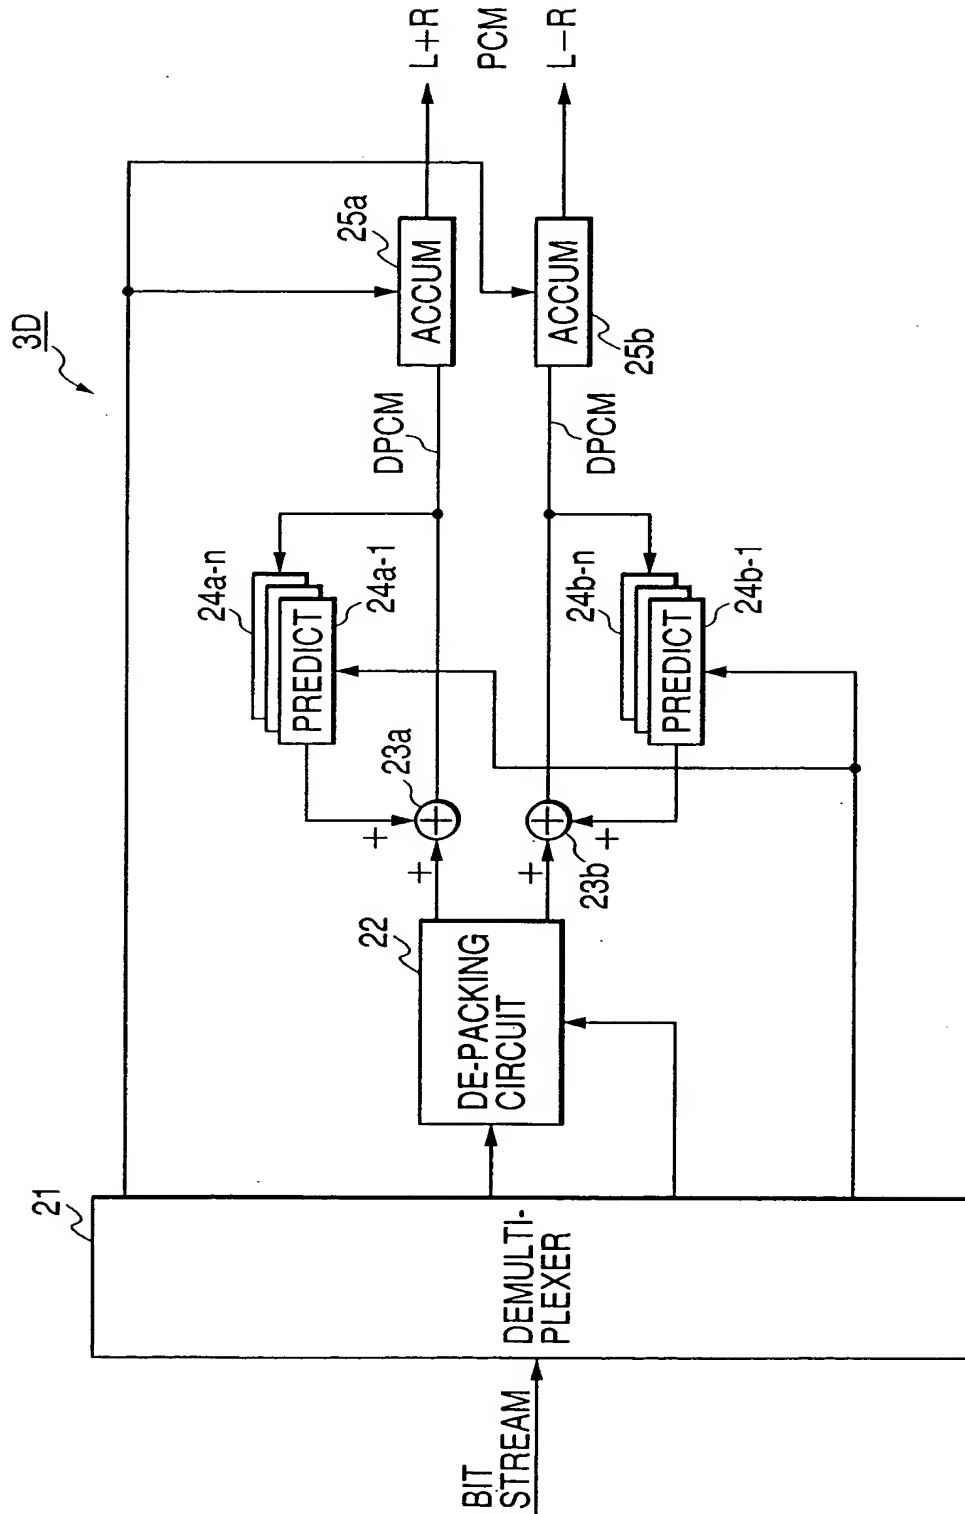 3D
21
BIT
STREAM
DEMULTI-
PLEXER
22
DE-PACKING
CIRCUIT
+
+
23a
+
+
23b
24a-n
PREDICT
24a-1
24b-n
PREDICT
24b-1
DPCM
DPCM
25a
ACCUM
ACCUM
25b
L+R
PCM
L−R